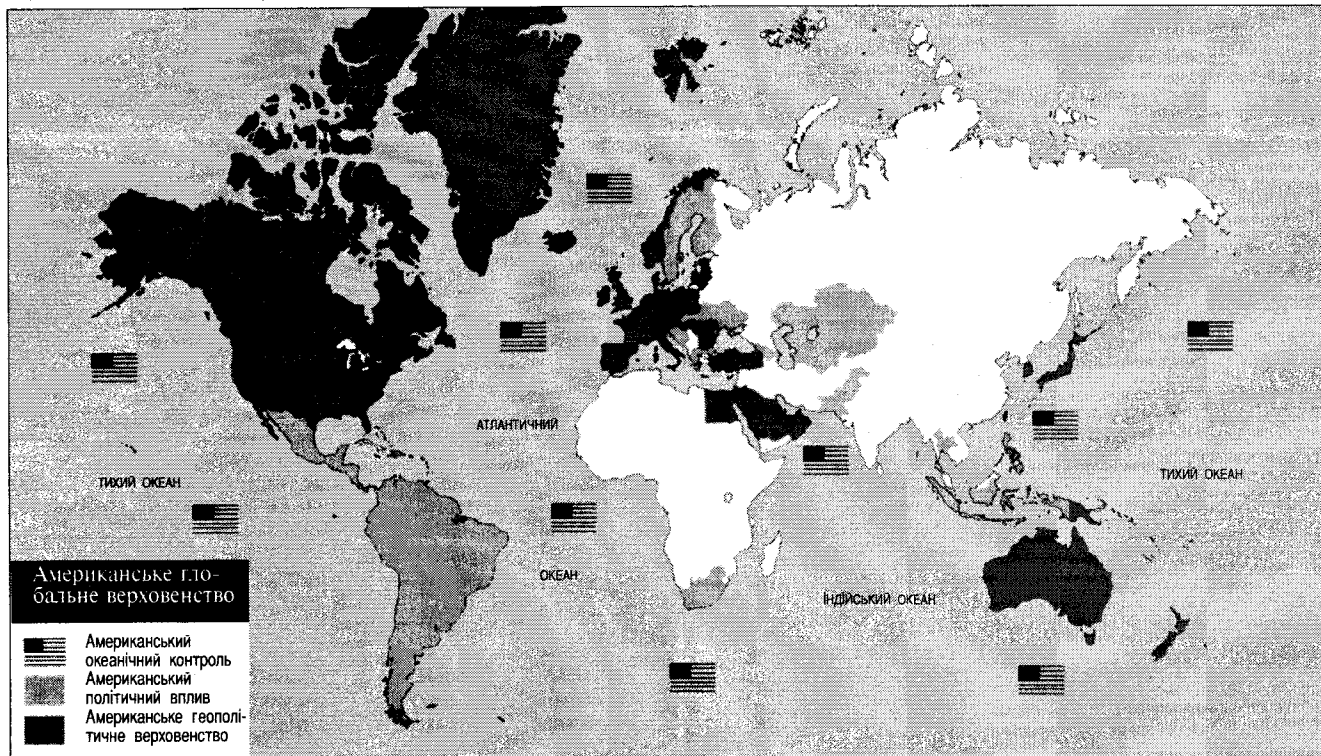 АТЛАНТИЧНИЙ
ТИХИЙ ОКЕАН
ТИХИЙ ОКЕАН
ОКЕАН
ІНДІЙСЬКИЙ ОКЕАН
Американське гло-
бальне верховенство
Американський
океанічний контроль
Американський
політичний вплив
Американське геополі-
тичне верховенство